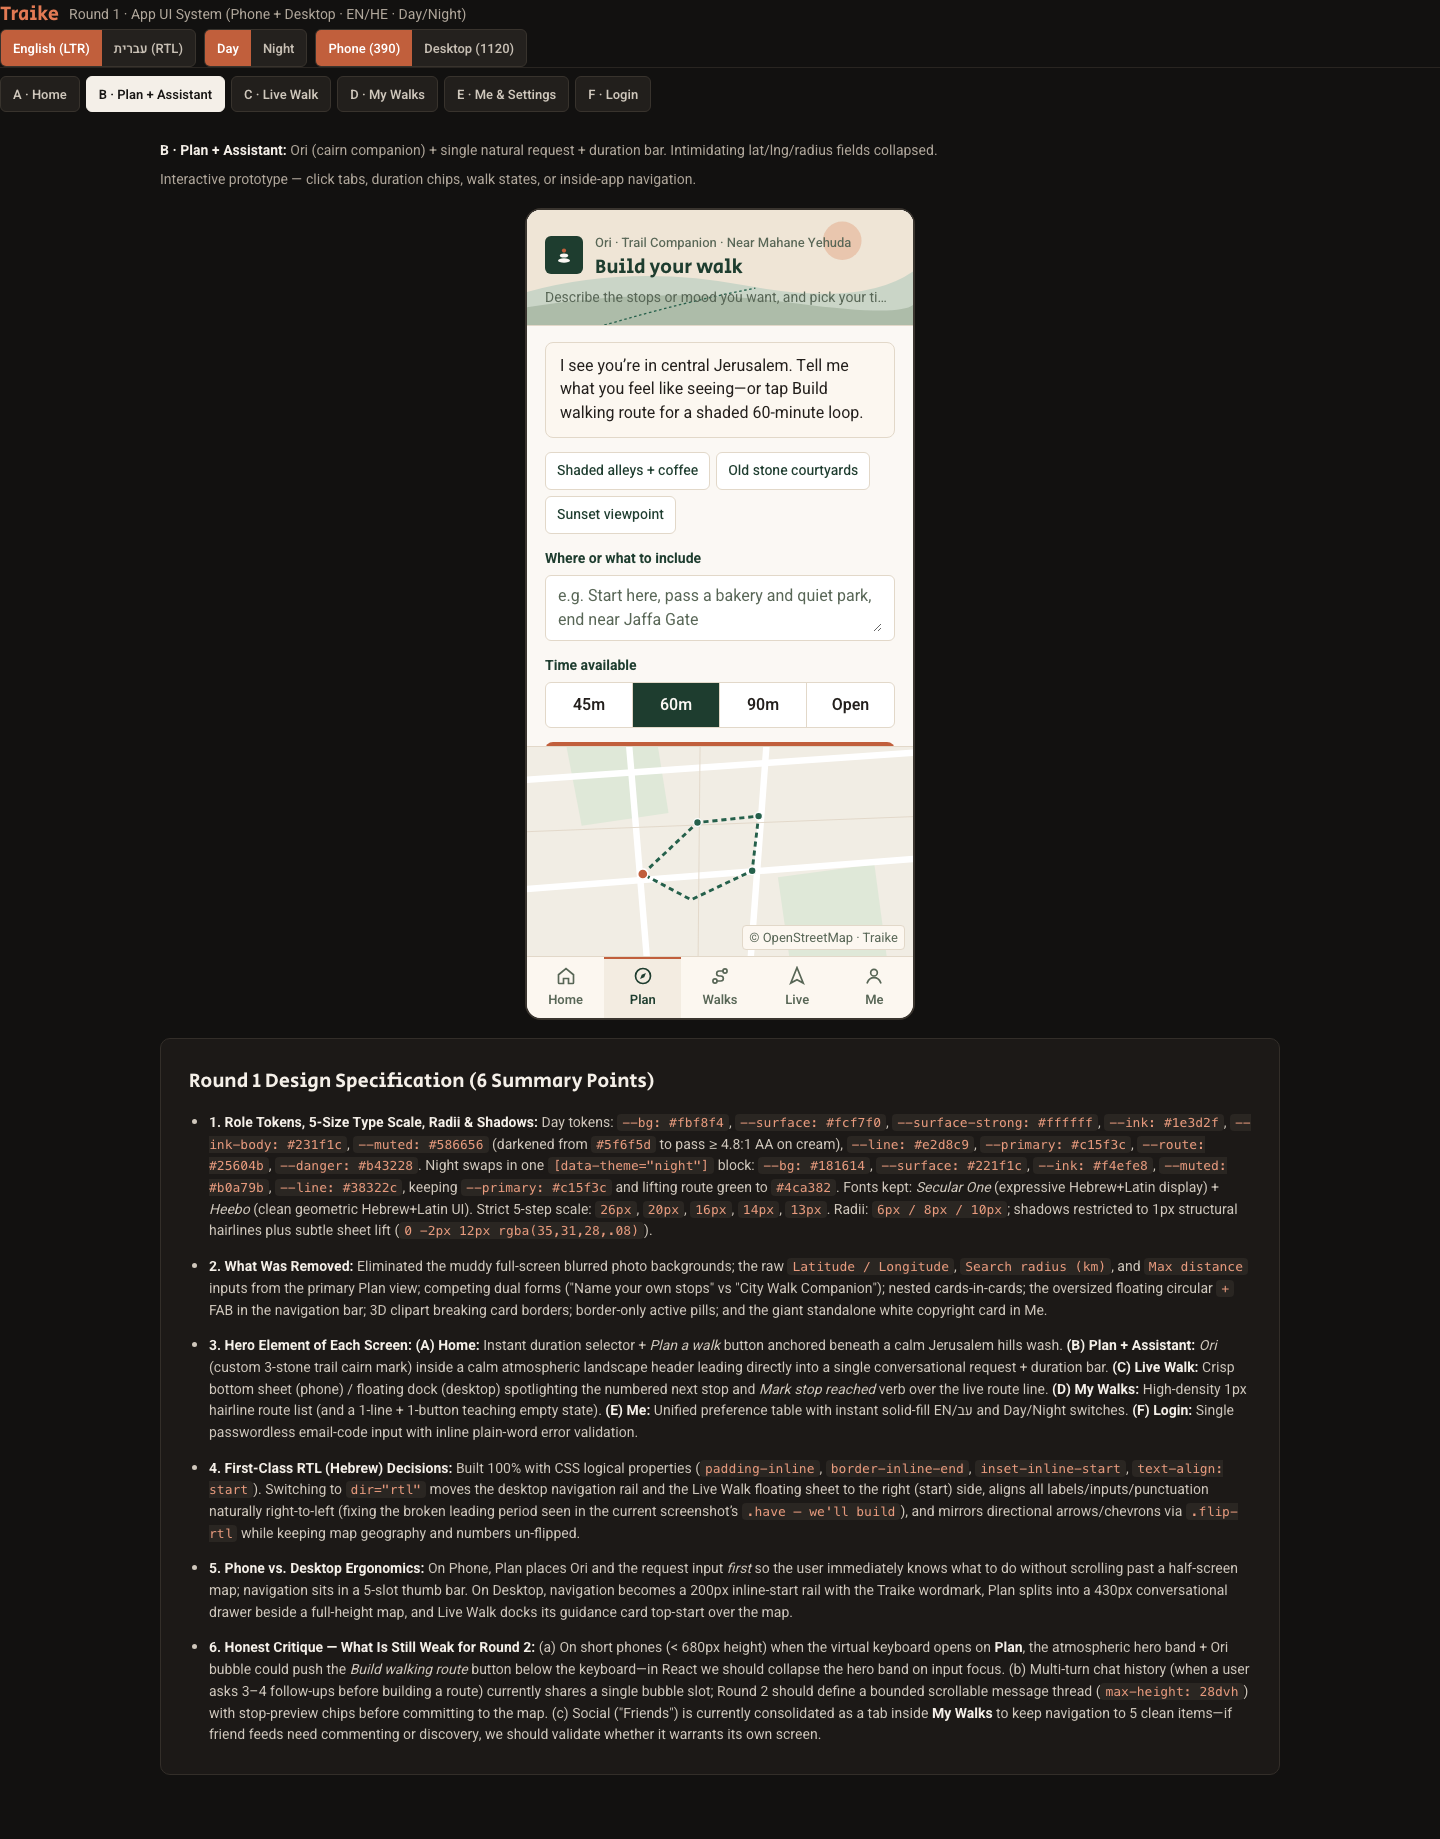 Traike Round 1 · App UI System (Phone + Desktop · EN/HE · Day/Night)
English (LTR) עברית (RTL) Day Night Phone (390) Desktop (1120)
A · Home B · Plan + Assistant C · Live Walk D · My Walks E · Me & Settings F · Login
B · Plan + Assistant: Ori (cairn companion) + single natural request + duration bar. Intimidating lat/lng/radius fields collapsed.
Interactive prototype — click tabs, duration chips, walk states, or inside-app navigation.
Ori · Trail Companion · Near Mahane Yehuda
Build your walk
Describe the stops or mood you want, and pick your ti…
I see you’re in central Jerusalem. Tell me
what you feel like seeing—or tap Build
walking route for a shaded 60-minute loop.
Shaded alleys + coffee Old stone courtyards
Sunset viewpoint
Where or what to include
e.g. Start here, pass a bakery and quiet park,
end near Jaffa Gate
Time available
45m 60m 90m Open
© OpenStreetMap · Traike
Home Plan Walks Live Me
Round 1 Design Specification (6 Summary Points)
1. Role Tokens, 5-Size Type Scale, Radii & Shadows: Day tokens: --bg: #fbf8f4, --surface: #fcf7f0, --surface-strong: #ffffff, --ink: #1e3d2f, --
ink-body: #231f1c, --muted: #586656 (darkened from #5f6f5d to pass ≥ 4.8:1 AA on cream), --line: #e2d8c9, --primary: #c15f3c, --route:
#25604b, --danger: #b43228. Night swaps in one [data-theme="night"] block: --bg: #181614, --surface: #221f1c, --ink: #f4efe8, --muted:
#b0a79b, --line: #38322c, keeping --primary: #c15f3c and lifting route green to #4ca382. Fonts kept: Secular One (expressive Hebrew+Latin display) +
Heebo (clean geometric Hebrew+Latin UI). Strict 5-step scale: 26px, 20px, 16px, 14px, 13px. Radii: 6px / 8px / 10px; shadows restricted to 1px structural
hairlines plus subtle sheet lift (0 -2px 12px rgba(35,31,28,.08)).
2. What Was Removed: Eliminated the muddy full-screen blurred photo backgrounds; the raw Latitude / Longitude, Search radius (km), and Max distance
inputs from the primary Plan view; competing dual forms ("Name your own stops" vs "City Walk Companion"); nested cards-in-cards; the oversized floating circular +
FAB in the navigation bar; 3D clipart breaking card borders; border-only active pills; and the giant standalone white copyright card in Me.
3. Hero Element of Each Screen: (A) Home: Instant duration selector + Plan a walk button anchored beneath a calm Jerusalem hills wash. (B) Plan + Assistant: Ori
(custom 3-stone trail cairn mark) inside a calm atmospheric landscape header leading directly into a single conversational request + duration bar. (C) Live Walk: Crisp
bottom sheet (phone) / floating dock (desktop) spotlighting the numbered next stop and Mark stop reached verb over the live route line. (D) My Walks: High-density 1px
hairline route list (and a 1-line + 1-button teaching empty state). (E) Me: Unified preference table with instant solid-fill EN/עב and Day/Night switches. (F) Login: Single
passwordless email-code input with inline plain-word error validation.
4. First-Class RTL (Hebrew) Decisions: Built 100% with CSS logical properties (padding-inline, border-inline-end, inset-inline-start, text-align:
start). Switching to dir="rtl" moves the desktop navigation rail and the Live Walk floating sheet to the right (start) side, aligns all labels/inputs/punctuation
naturally right-to-left (fixing the broken leading period seen in the current screenshot’s .have — we'll build), and mirrors directional arrows/chevrons via .flip-
rtl while keeping map geography and numbers un-flipped.
5. Phone vs. Desktop Ergonomics: On Phone, Plan places Ori and the request input first so the user immediately knows what to do without scrolling past a half-screen
map; navigation sits in a 5-slot thumb bar. On Desktop, navigation becomes a 200px inline-start rail with the Traike wordmark, Plan splits into a 430px conversational
drawer beside a full-height map, and Live Walk docks its guidance card top-start over the map.
6. Honest Critique — What Is Still Weak for Round 2: (a) On short phones (< 680px height) when the virtual keyboard opens on Plan, the atmospheric hero band + Ori
bubble could push the Build walking route button below the keyboard—in React we should collapse the hero band on input focus. (b) Multi-turn chat history (when a user
asks 3–4 follow-ups before building a route) currently shares a single bubble slot; Round 2 should define a bounded scrollable message thread (max-height: 28dvh)
with stop-preview chips before committing to the map. (c) Social ("Friends") is currently consolidated as a tab inside My Walks to keep navigation to 5 clean items—if
friend feeds need commenting or discovery, we should validate whether it warrants its own screen.